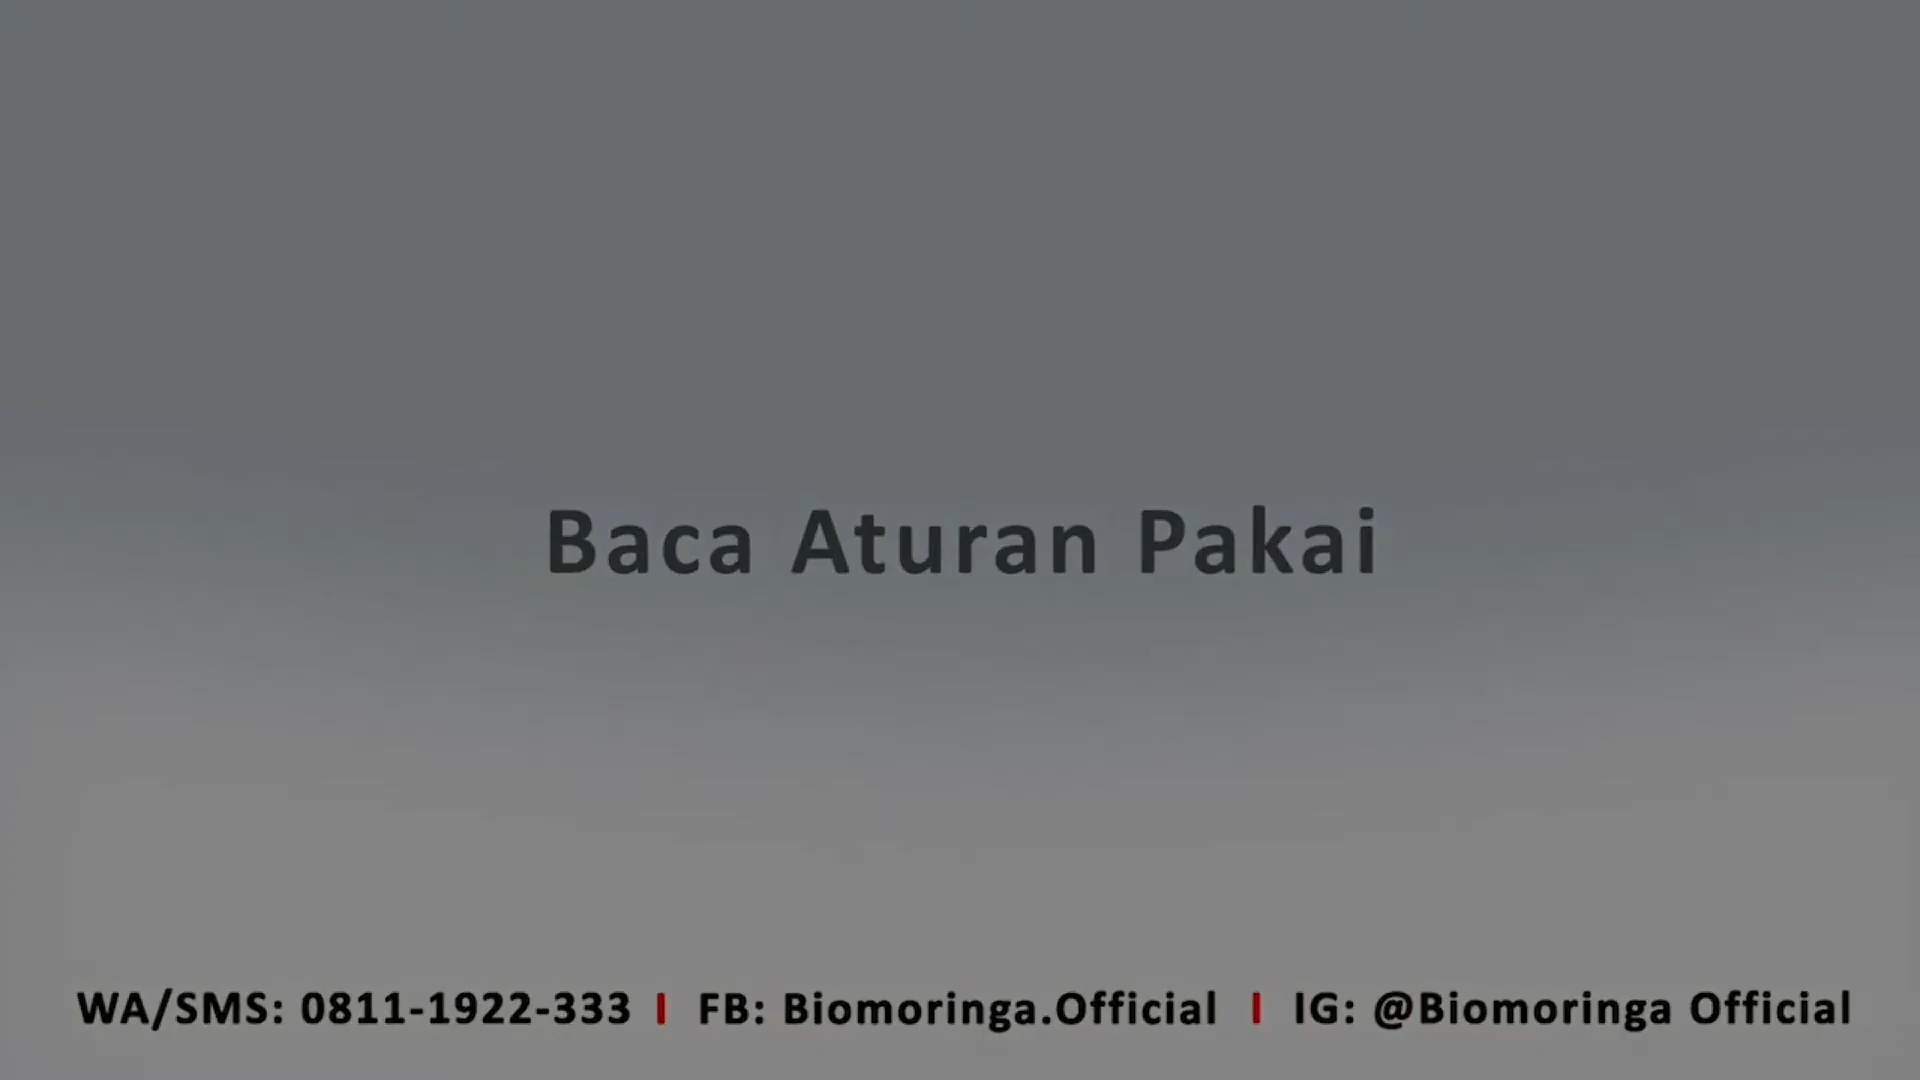 Baca Aturan Pakai
WA/SMS: 0811-1922-333 I FB: Biomoringa.Official I IG: @Biomoringa Official